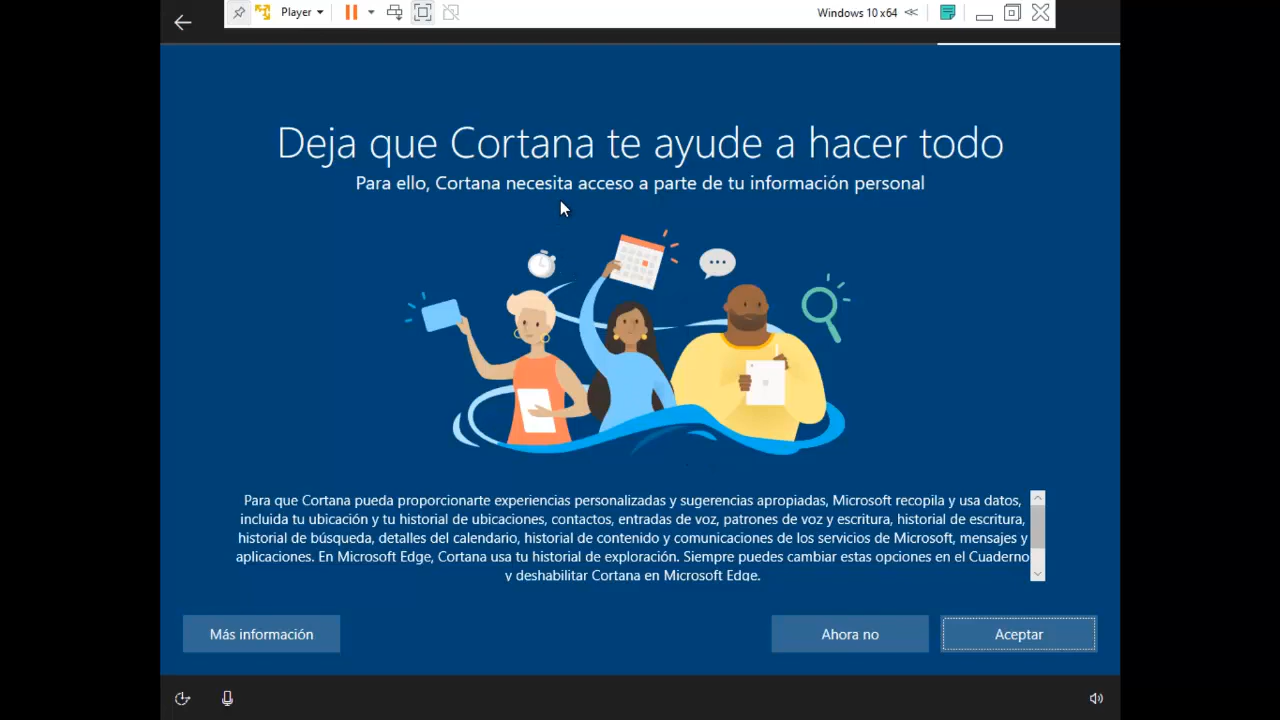 Player
Windows 10 x64
Deja que Cortana te ayude a hacer todo
Para ello, Cortana necesita acceso a parte de tu información personal
Para que Cortana pueda proporcionarte experiencias personalizadas y sugerencias apropiadas, Microsoft recopila y usa datos,
incluida tu ubicación y tu historial de ubicaciones, contactos, entradas de voz, patrones de voz y escritura, historial de escritura,
historial de búsqueda, detalles del calendario, historial de contenido y comunicaciones de los servicios de Microsoft, mensajes y
aplicaciones. En Microsoft Edge, Cortana usa tu historial de exploración. Siempre puedes cambiar estas opciones en el Cuaderno
y deshabilitar Cortana en Microsoft Edge.
Más información
Ahora no
Aceptar